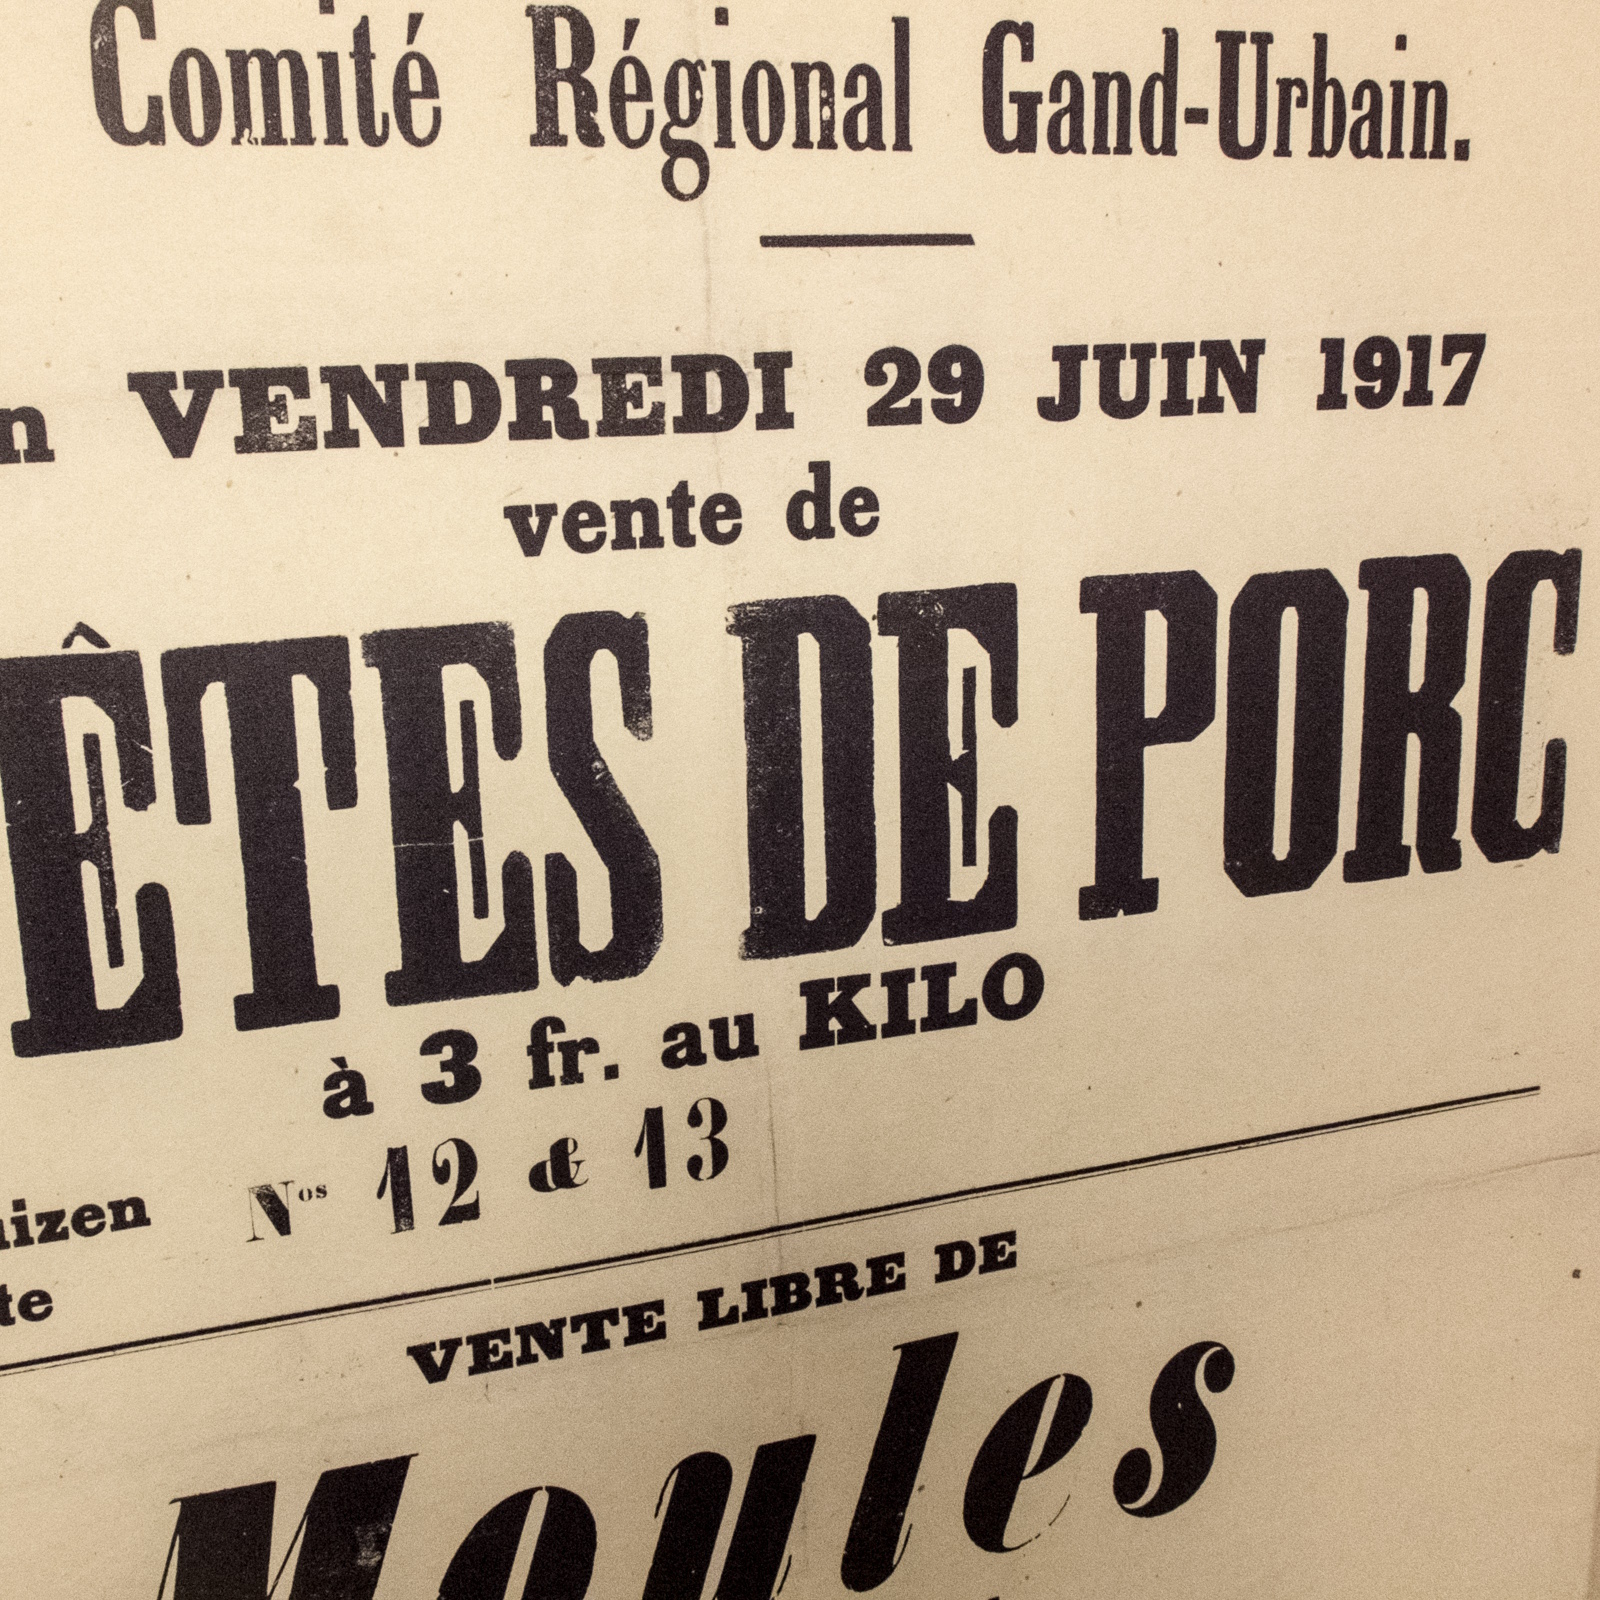 Comité Régional Gand-Urbain.
n VENDREDI 29 JUIN 1917
vente de
ÊTES DE PORC
à 3 fr. au KILO
Nos 12 & 13
izen
te
VENTE LIBRE DE
Moules